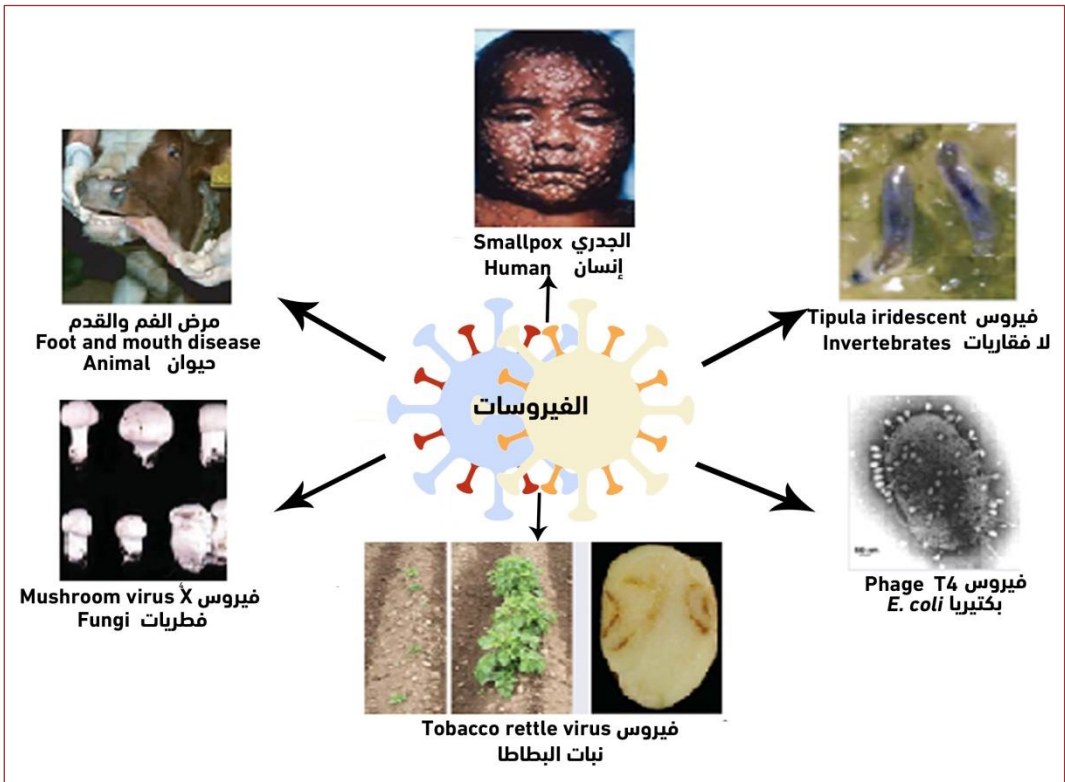 الجدري Smallpox
إنسان Human
مرض الفم والقدم
Foot and mouth disease
حيوان Animal
فيروس Tipula iridescent
لا فقاريات Invertebrates
الفيروسات
فيروس Mushroom virus X
فطريات Fungi
فيروس Phage T4
بكتيريا E. coli
فيروس Tobacco rettle virus
نبات البطاطا